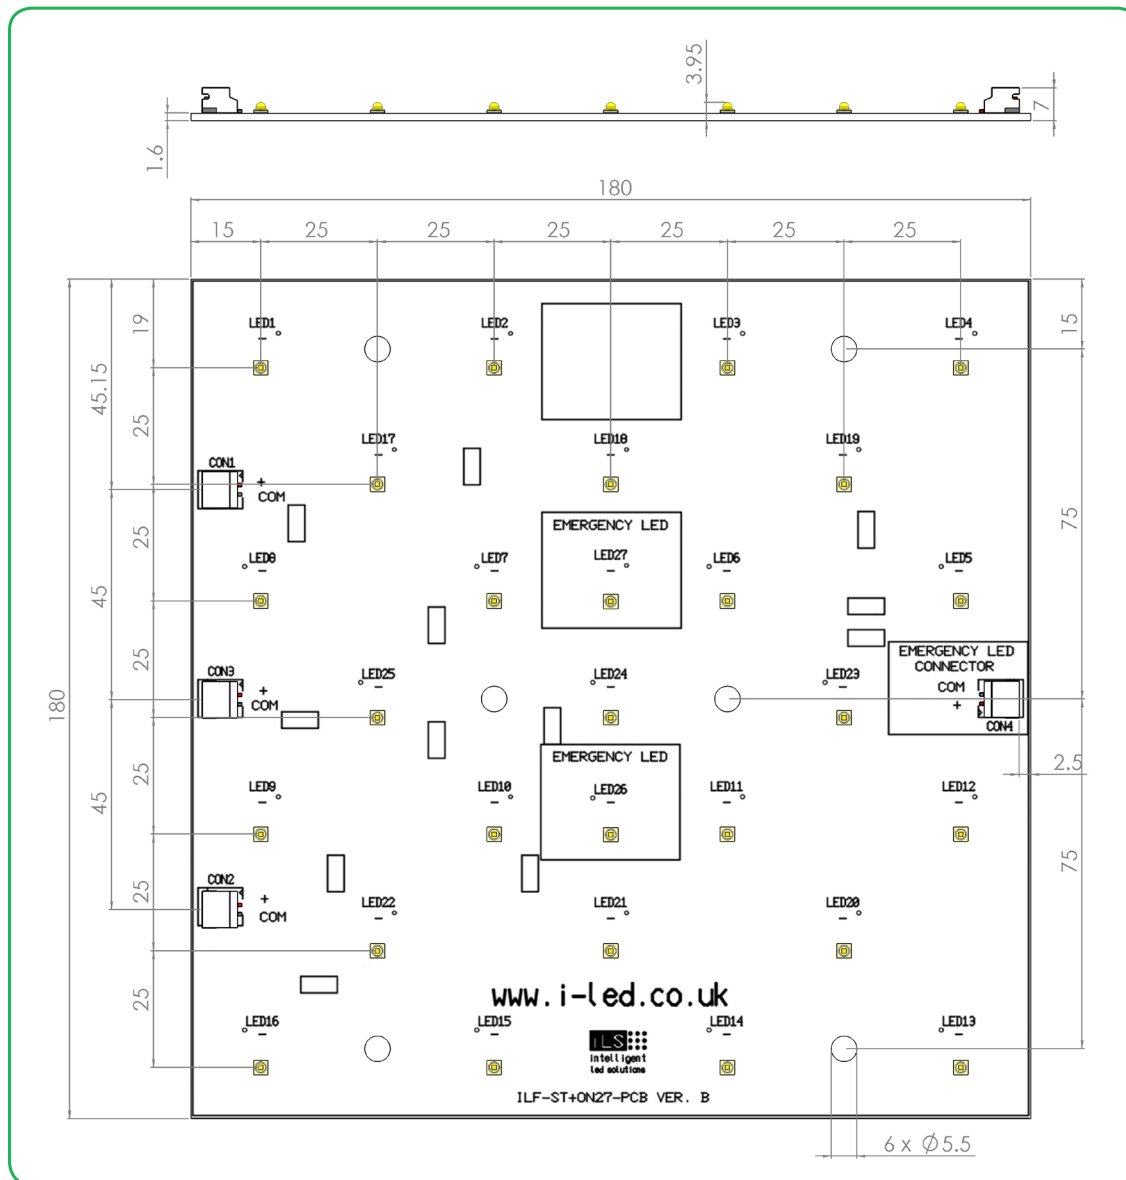 3.95
7
1.6
180
15 25 25 25 25 25 25
19
15
LED1 LED2 LED3 LED4
45.15
25
LED17 LED18 LED19
CON1
+
COM
75
25
EMERGENCY LED
LED8 LED7 LED27 LED6 LED5
45
25
EMERGENCY LED
CONNECTOR
CON3
+
COM
LED25 LED24 LED23
COM
+
CON4
180
25
EMERGENCY LED
2.5
LED9 LED10 LED26 LED11 LED12
45
75
25
CON2
+
COM
LED22 LED21 LED20
25
www.i-led.co.uk
LED16 LED15 LED14 LED13
iLS
intelligent
led solutions
ILF-ST+ON27-PCB VER. B
6 x Ø5.5